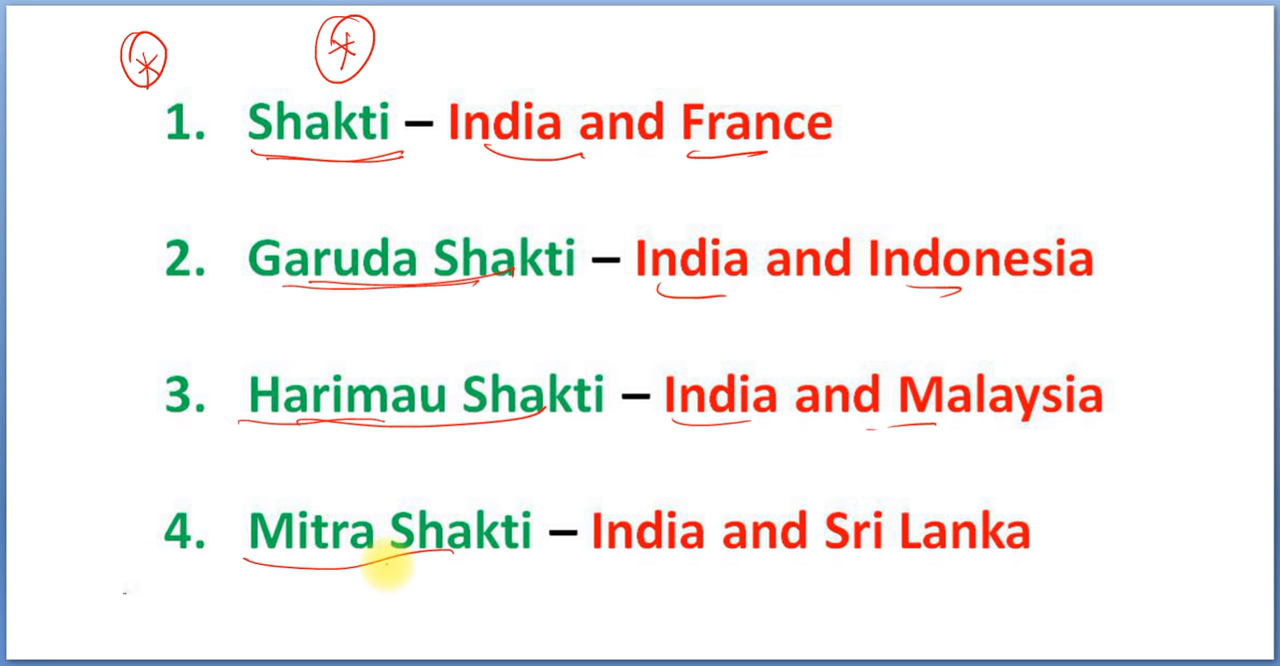 1. Shakti – India and France
2. Garuda Shakti – India and Indonesia
3. Harimau Shakti – India and Malaysia
4. Mitra Shakti – India and Sri Lanka